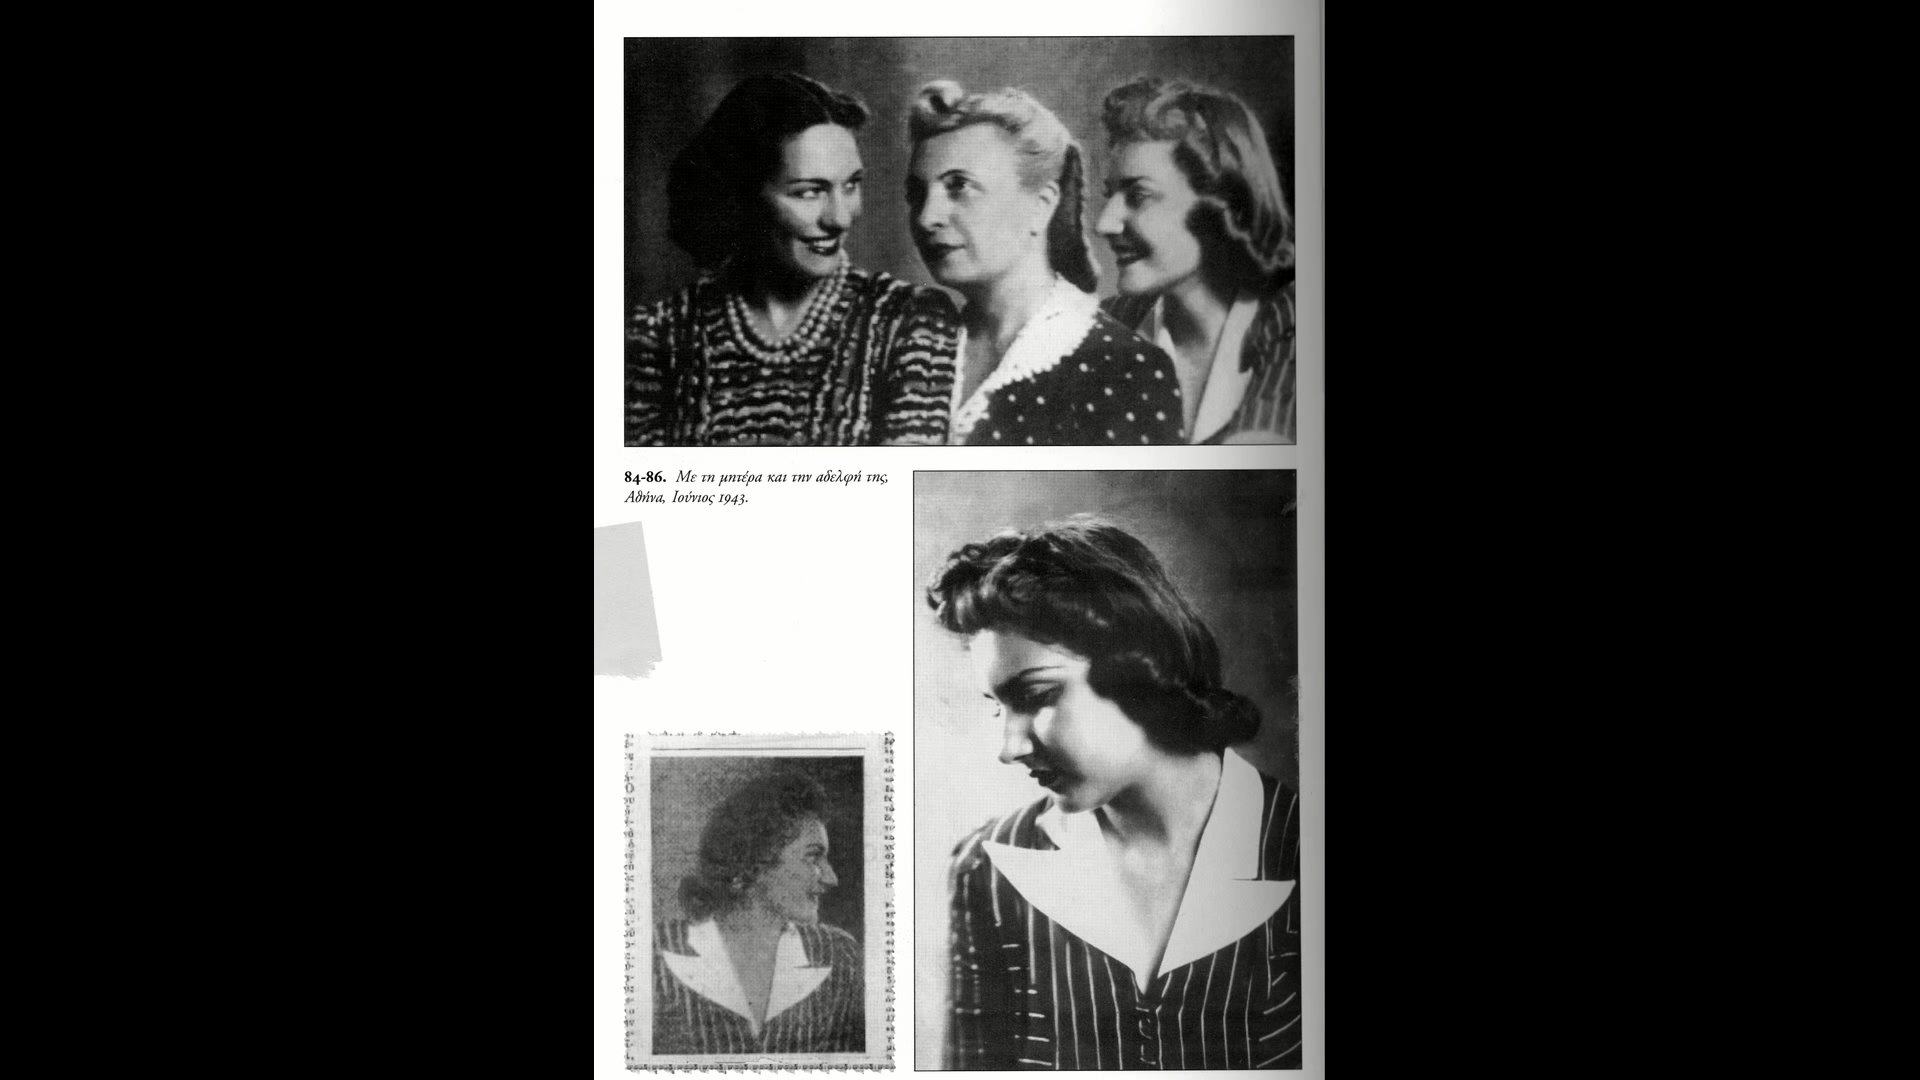 84-86. Με τη μητέρα και την αδελφή της,
Αθήνα, Ιούνιος 1943.